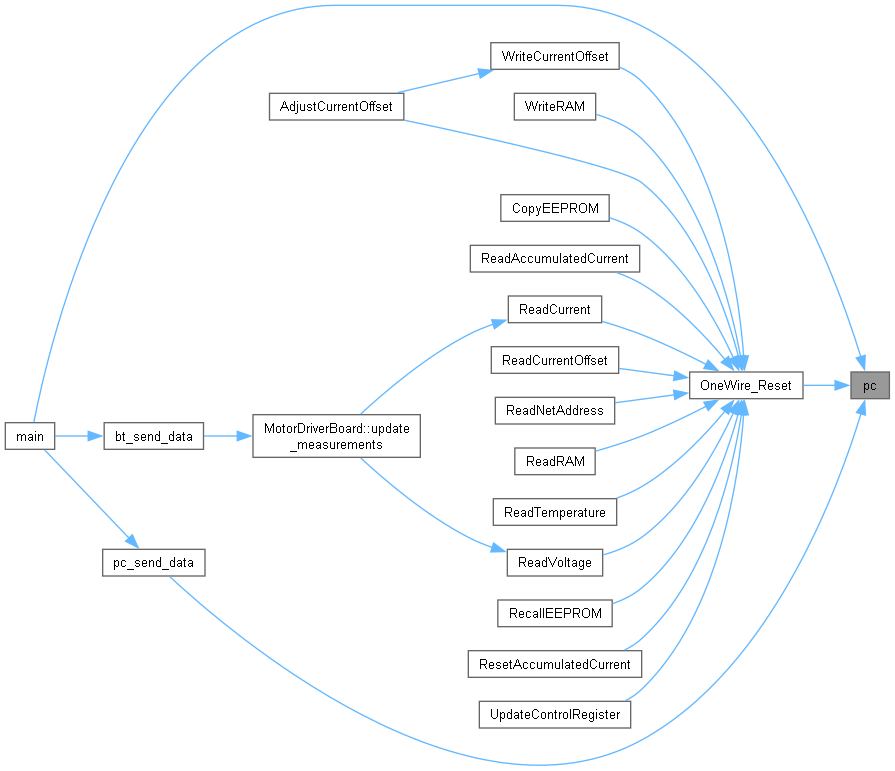 WriteCurrentOffset
AdjustCurrentOffset
WriteRAM
CopyEEPROM
ReadAccumulatedCurrent
ReadCurrent
ReadCurrentOffset
OneWire_Reset
pc
ReadNetAddress
main
bt_send_data
MotorDriverBoard::update
_measurements
ReadRAM
ReadTemperature
pc_send_data
ReadVoltage
RecallEEPROM
ResetAccumulatedCurrent
UpdateControlRegister